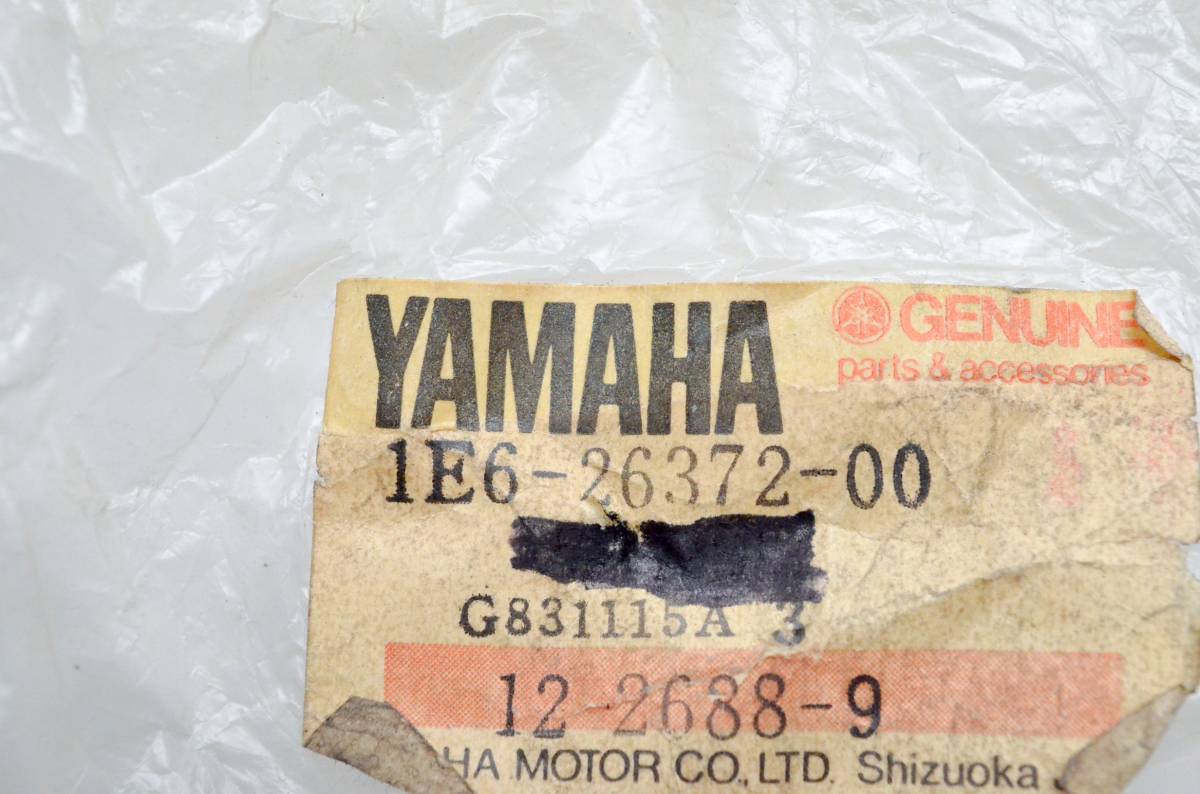 YAMAHA
GENUINE
parts & accessories
1E6-26372-00
G831115A 3
12-2688-9
HA MOTOR CO., LTD. Shizuoka